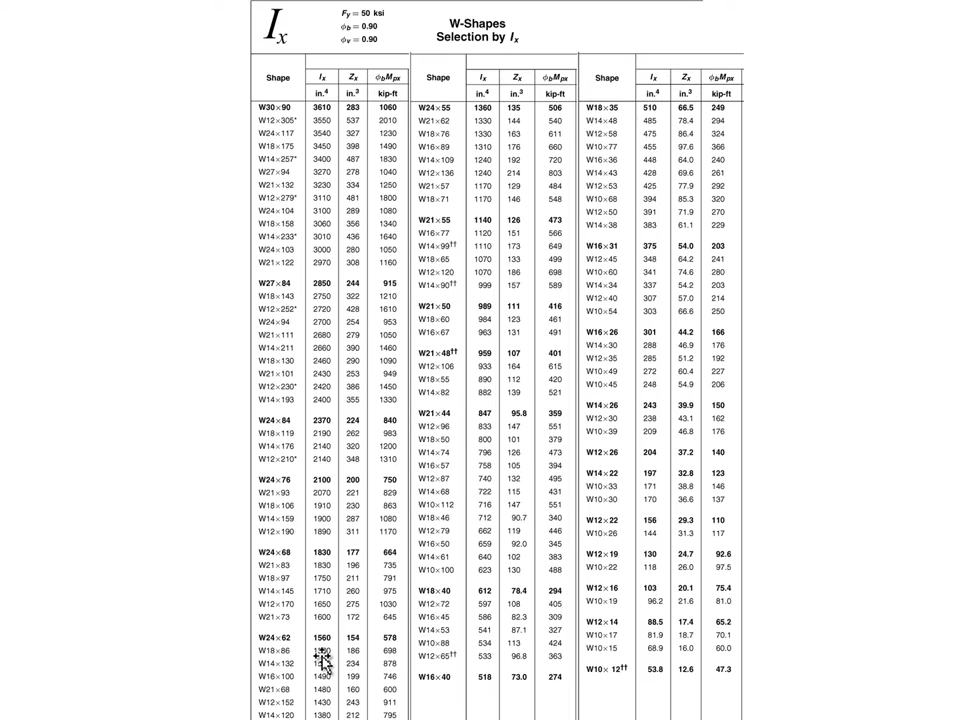 I_x
F_y = 50 ksi
ϕ_b = 0.90
ϕ_v = 0.90
W-Shapes
Selection by I_x
Shape I_x Z_x ϕ_bM_px
in.⁴ in.³ kip-ft
W30×90 3610 283 1060
W12×305* 3550 537 2010
W24×117 3540 327 1230
W18×175 3450 398 1490
W14×257* 3400 487 1830
W27×94 3270 278 1040
W21×132 3230 334 1250
W12×279* 3110 481 1800
W24×104 3100 289 1080
W18×158 3060 356 1340
W14×233* 3010 436 1640
W24×103 3000 280 1050
W21×122 2970 308 1160
W27×84 2850 244 915
W18×143 2750 322 1210
W12×252* 2720 428 1610
W24×94 2700 254 953
W21×111 2680 279 1050
W14×211 2660 390 1460
W18×130 2460 290 1090
W21×101 2430 253 949
W12×230* 2420 386 1450
W14×193 2400 355 1330
W24×84 2370 224 840
W18×119 2190 262 983
W14×176 2140 320 1200
W12×210* 2140 348 1310
W24×76 2100 200 750
W21×93 2070 221 829
W18×106 1910 230 863
W14×159 1900 287 1080
W12×190 1890 311 1170
W24×68 1830 177 664
W21×83 1830 196 735
W18×97 1750 211 791
W14×145 1710 260 975
W12×170 1650 275 1030
W21×73 1600 172 645
W24×62 1560 154 578
W18×86 186 698
W14×132 234 878
W16×100 1490 199 746
W21×68 1480 160 600
W12×152 1430 243 911
W14×120 1380 212 795
Shape I_x Z_x ϕ_bM_px
in.⁴ in.³ kip-ft
W24×55 1360 135 506
W21×62 1330 144 540
W18×76 1330 163 611
W16×89 1310 176 660
W14×109 1240 192 720
W12×136 1240 214 803
W21×57 1170 129 484
W18×71 1170 146 548
W21×55 1140 126 473
W16×77 1120 151 566
W14×99†† 1110 173 649
W18×65 1070 133 499
W12×120 1070 186 698
W14×90†† 999 157 589
W21×50 989 111 416
W18×60 984 123 461
W16×67 963 131 491
W21×48†† 959 107 401
W12×106 933 164 615
W18×55 890 112 420
W14×82 882 139 521
W21×44 847 95.8 359
W12×96 833 147 551
W18×50 800 101 379
W14×74 796 126 473
W16×57 758 105 394
W12×87 740 132 495
W14×68 722 115 431
W10×112 716 147 551
W18×46 712 90.7 340
W12×79 662 119 446
W16×50 659 92.0 345
W14×61 640 102 383
W10×100 623 130 488
W18×40 612 78.4 294
W12×72 597 108 405
W16×45 586 82.3 309
W14×53 541 87.1 327
W10×88 534 113 424
W12×65†† 533 96.8 363
W16×40 518 73.0 274
Shape I_x Z_x ϕ_bM_px
in.⁴ in.³ kip-ft
W18×35 510 66.5 249
W14×48 485 78.4 294
W12×58 475 86.4 324
W10×77 455 97.6 366
W16×36 448 64.0 240
W14×43 428 69.6 261
W12×53 425 77.9 292
W10×68 394 85.3 320
W12×50 391 71.9 270
W14×38 383 61.1 229
W16×31 375 54.0 203
W12×45 348 64.2 241
W10×60 341 74.6 280
W14×34 337 54.2 203
W12×40 307 57.0 214
W10×54 303 66.6 250
W16×26 301 44.2 166
W14×30 288 46.9 176
W12×35 285 51.2 192
W10×49 272 60.4 227
W10×45 248 54.9 206
W14×26 243 39.9 150
W12×30 238 43.1 162
W10×39 209 46.8 176
W12×26 204 37.2 140
W14×22 197 32.8 123
W10×33 171 38.8 146
W10×30 170 36.6 137
W12×22 156 29.3 110
W10×26 144 31.3 117
W12×19 130 24.7 92.6
W10×22 118 26.0 97.5
W12×16 103 20.1 75.4
W10×19 96.2 21.6 81.0
W12×14 88.5 17.4 65.2
W10×17 81.9 18.7 70.1
W10×15 68.9 16.0 60.0
W10× 12†† 53.8 12.6 47.3